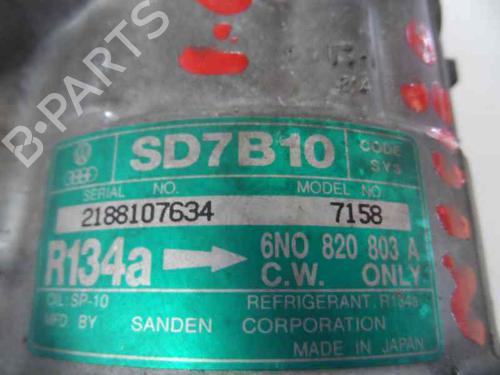 B-PARTS
SD7B10
CODE
SYS
SERIAL NO.
MODEL NO.
2188107634
7158
R134a
6N0 820 803 A
C.W. ONLY
OIL: SP-10
REFRIGERANT. R134a
MFD BY SANDEN CORPORATION
MADE IN JAPAN